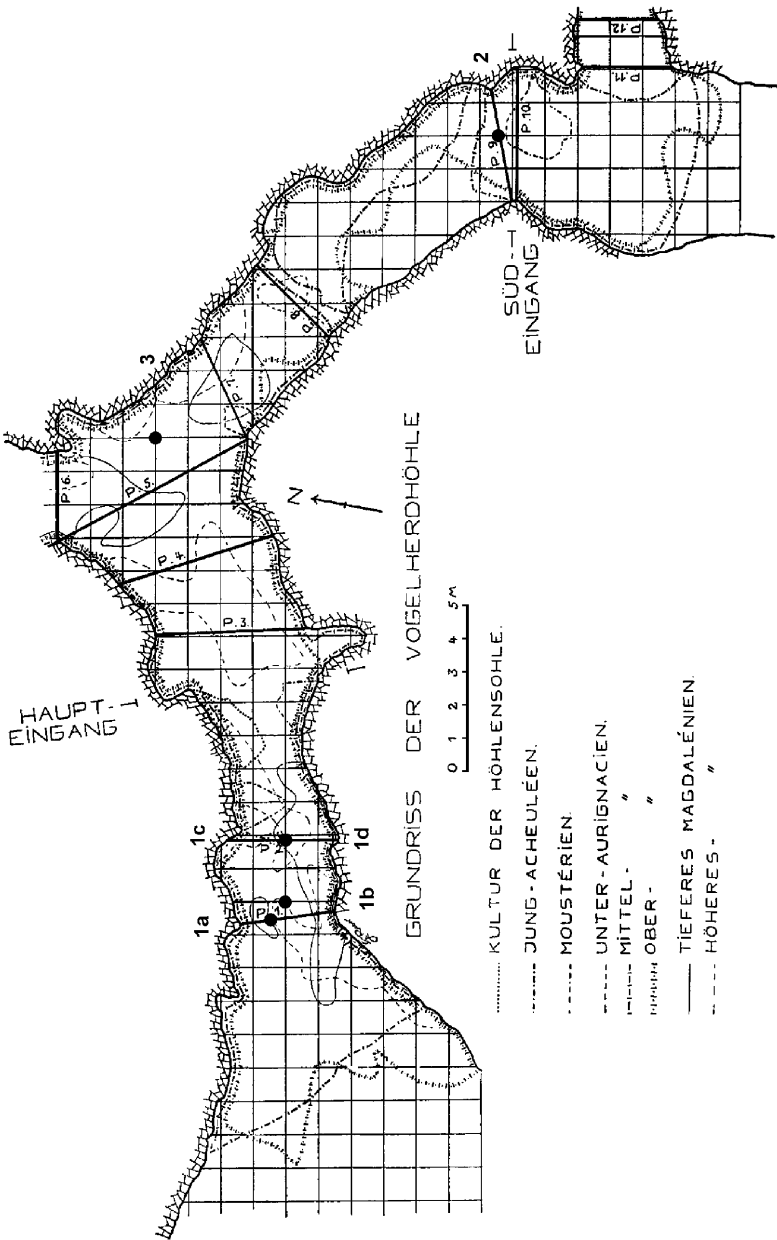 GRUNDRISS DER VOGELHERDHÖHLE
0 1 2 3 4 5M
KULTUR DER HÖHLENSOHLE.
JUNG-ACHEULÉEN.
MOUSTÉRIEN.
UNTER-AURIGNACIEN.
MITTEL- "
OBER- "
TIEFERES MAGDALÉNIEN.
HÖHERES- "
HAUPT-
EINGANG
SÜD-
EINGANG
N
1a
1b
1c
1d
2
3
P.1.
P.3.
P.4.
P.5.
P.6.
P.7.
P.8.
P.9.
P.10.
P.11.
P.12.